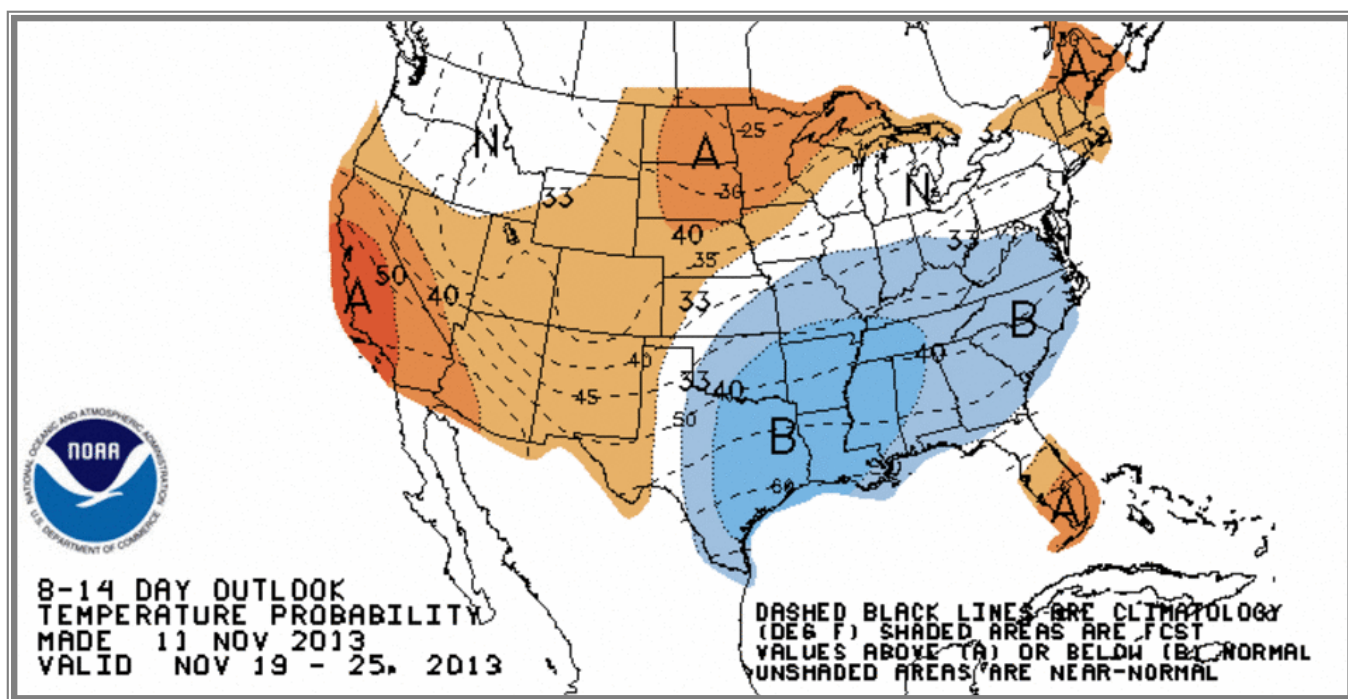 30
A
25
A
N
30
N
33
40
33
35
50
A
40
33
B
40
40
33
40
45
50
B
60
A
NATIONAL OCEANIC AND ATMOSPHERIC ADMINISTRATION
NOAA
U.S. DEPARTMENT OF COMMERCE
8-14 DAY OUTLOOK
TEMPERATURE PROBABILITY
MADE 11 NOV 2013
VALID NOV 19 - 25, 2013
DASHED BLACK LINES ARE CLIMATOLOGY
(DEG F) SHADED AREAS ARE FCST
VALUES ABOVE (A) OR BELOW (B) NORMAL
UNSHADED AREAS ARE NEAR-NORMAL